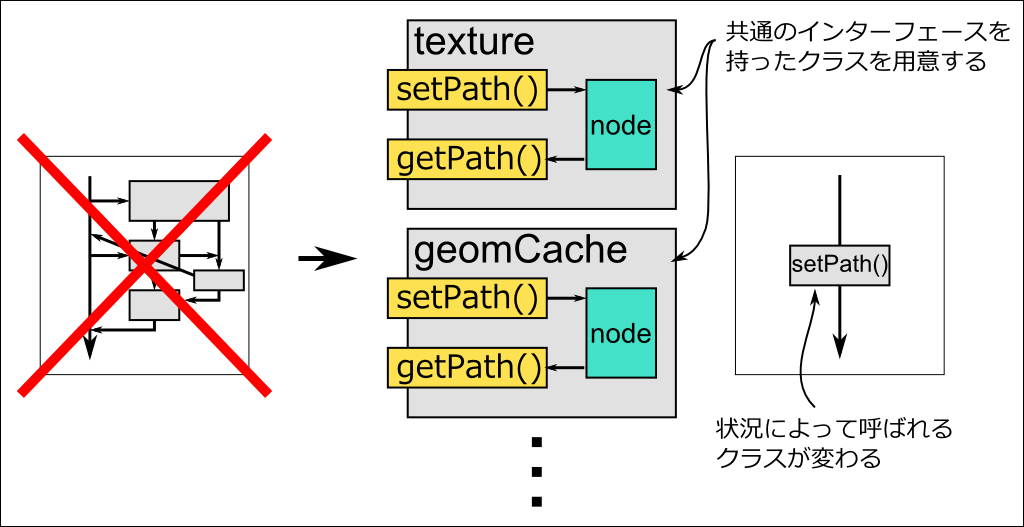 texture
setPath()
getPath()
node
geomCache
setPath()
getPath()
node
共通のインターフェースを
持ったクラスを用意する
setPath()
状況によって呼ばれる
クラスが変わる